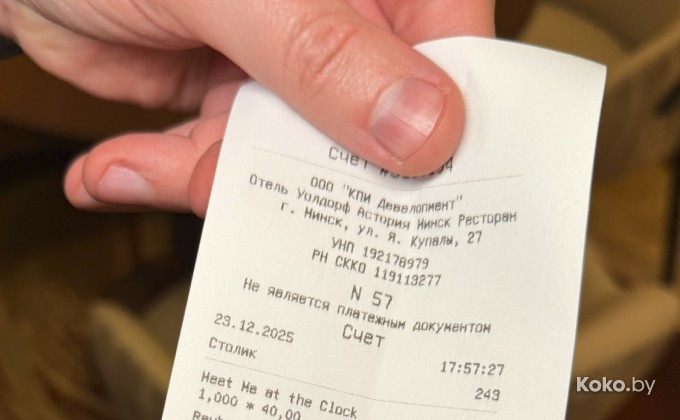 Счет
ООО "КПИ Девелопмент"
Отель Уолдорф Астория Минск Ресторан
г. Минск, ул. Я. Купалы, 27
УНП 192178979
РН СККО 119113277
N 57
Не является платежным документом
Счет
23.12.2025 17:57:27
Столик 243
Meet Me at the Clock
1,000 * 40,00
Koko.by